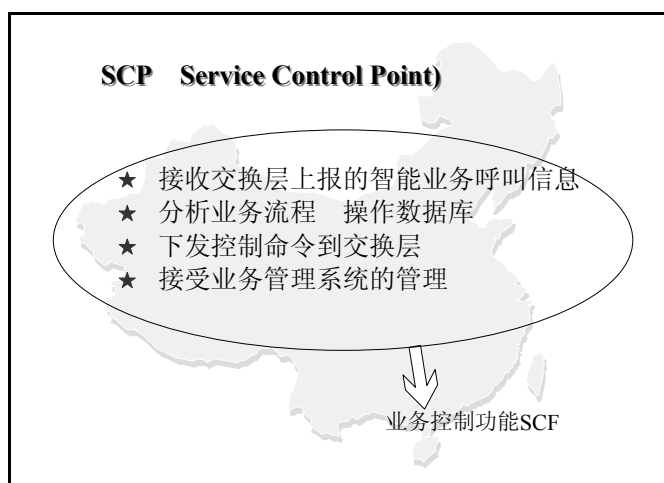 SCP Service Control Point)
★ 接收交换层上报的智能业务呼叫信息
★ 分析业务流程 操作数据库
★ 下发控制命令到交换层
★ 接受业务管理系统的管理
业务控制功能SCF